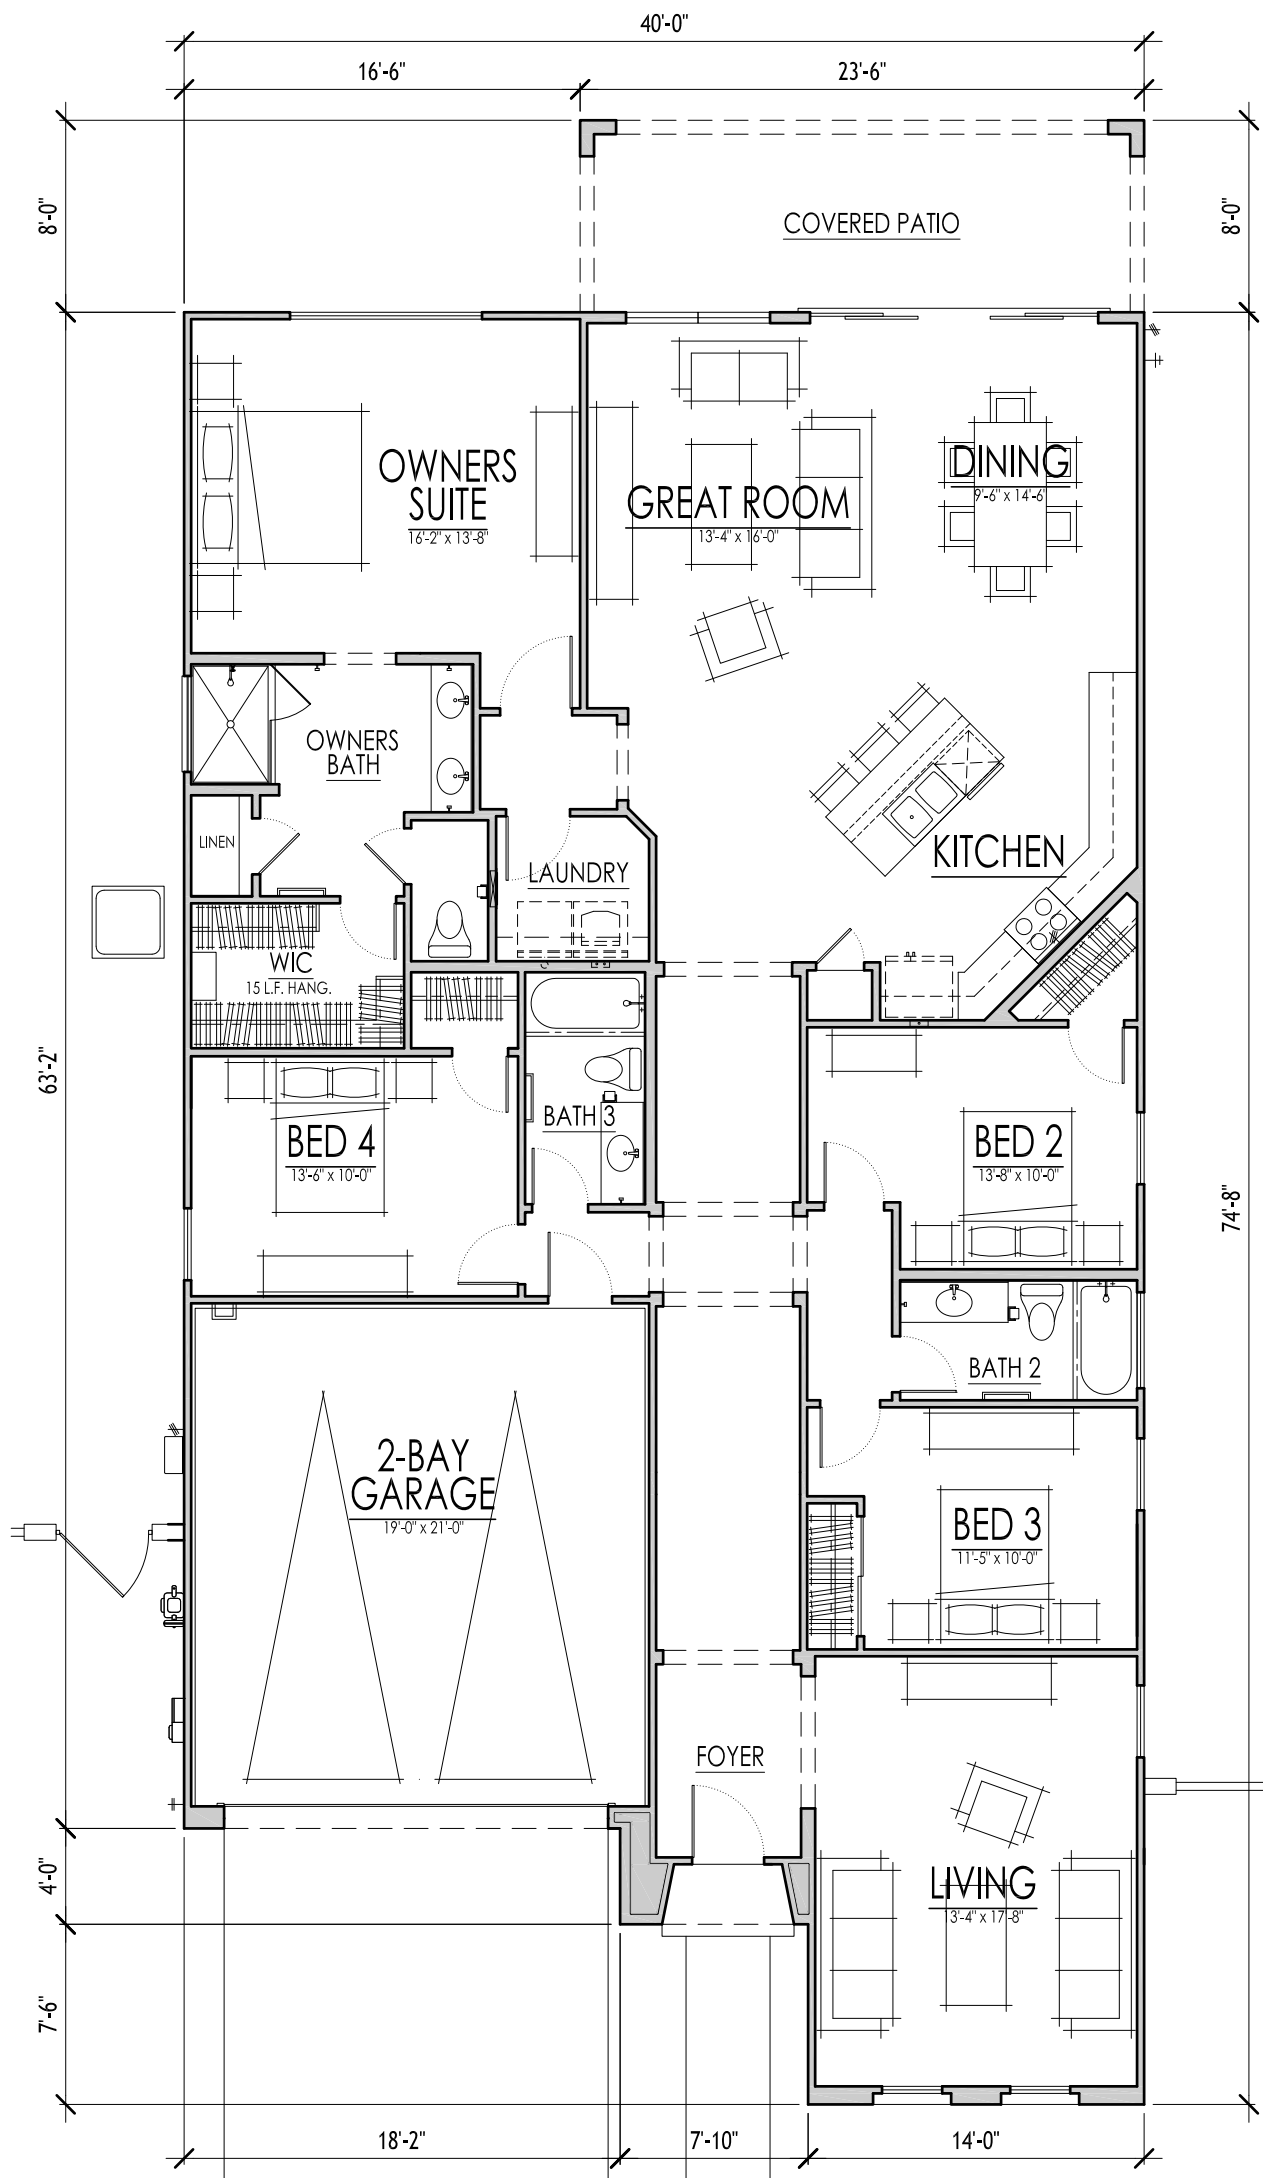 40'-0"
16'-6"
23'-6"
8'-0"
8'-0"
COVERED PATIO
OWNERS
SUITE
16'-2" x 13'-8"
GREAT ROOM
13'-4" x 16'-0"
DINING
9'-6" x 14'-6"
OWNERS
BATH
LINEN
LAUNDRY
KITCHEN
WIC
15 L.F. HANG.
63'-2"
BED 4
13'-6" x 10'-0"
BATH 3
BED 2
13'-8" x 10'-0"
74'-8"
BATH 2
2-BAY
GARAGE
19'-0" x 21'-0"
BED 3
11'-5" x 10'-0"
FOYER
LIVING
13'-4" x 17'-8"
4'-0"
7'-6"
18'-2"
7'-10"
14'-0"